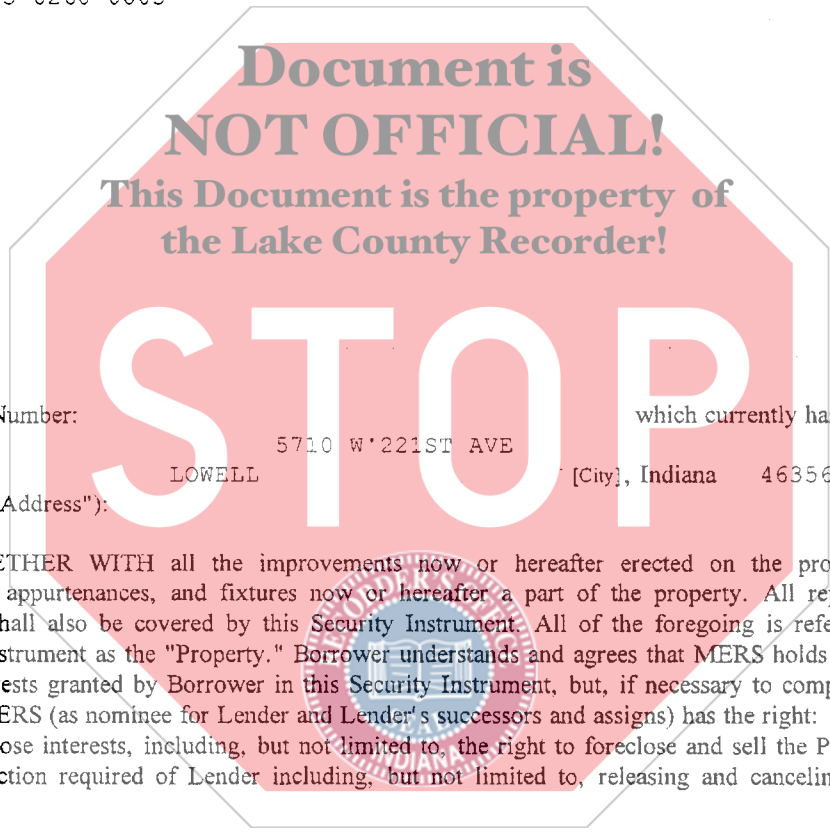 Document is
NOT OFFICIAL!
This Document is the property of
the Lake County Recorder!
STOP
Number:
which currently ha
5710 W'221ST AVE
LOWELL
[City], Indiana 46356
Address"):
ETHER WITH all the improvements now or hereafter erected on the pro
appurtenances, and fixtures now or hereafter a part of the property. All re
hall also be covered by this Security Instrument. All of the foregoing is refe
strument as the "Property." Borrower understands and agrees that MERS holds
ests granted by Borrower in this Security Instrument, but, if necessary to comp
ERS (as nominee for Lender and Lender's successors and assigns) has the right:
ose interests, including, but not limited to, the right to foreclose and sell the P
ction required of Lender including, but not limited to, releasing and cancelin
SEAL
INDIANA